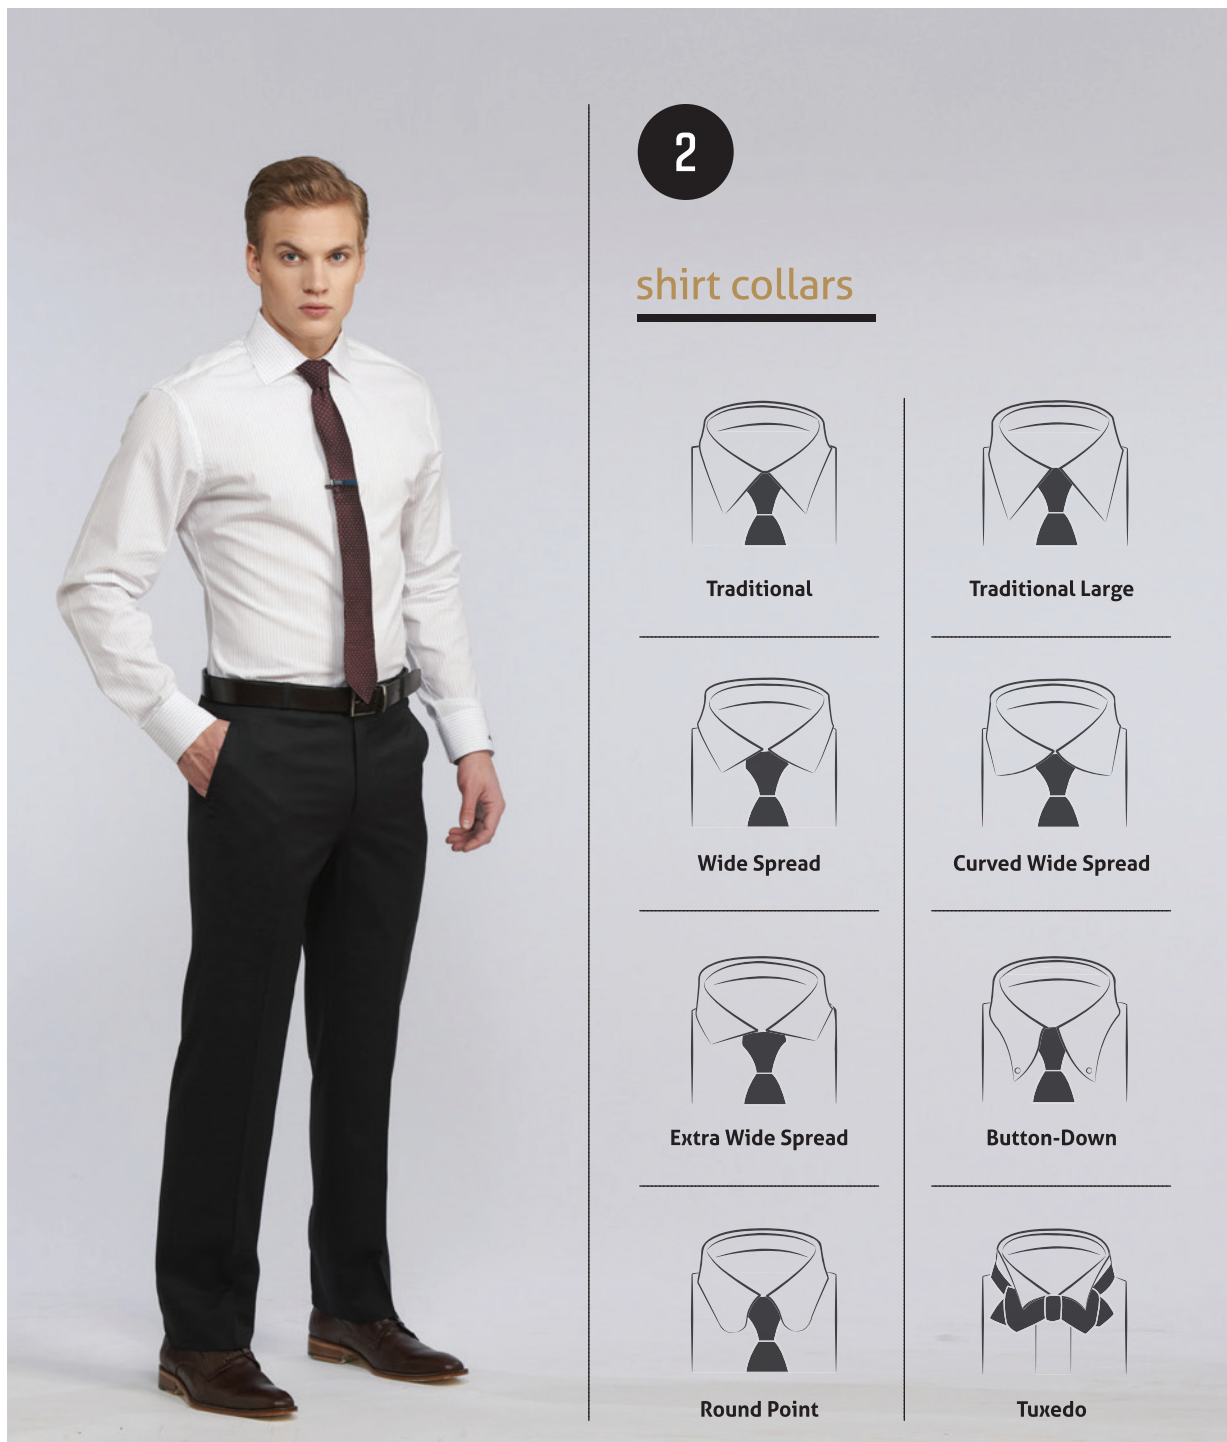 2
shirt collars
Traditional
Traditional Large
Wide Spread
Curved Wide Spread
Extra Wide Spread
Button-Down
Round Point
Tuxedo